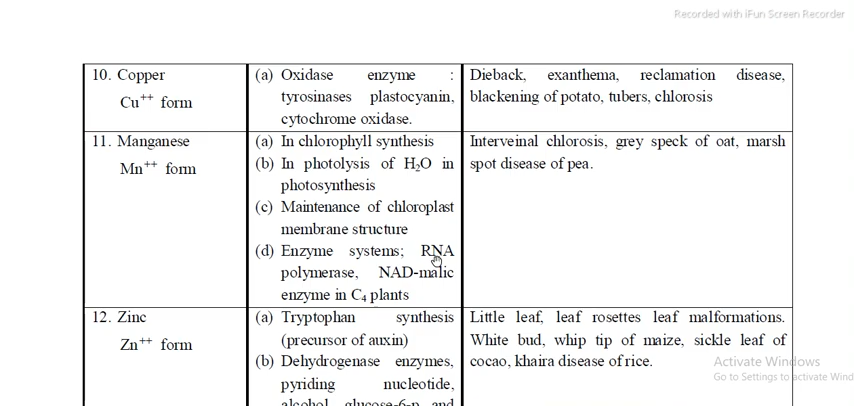 Recorded with iFun Screen Recorder
10. Copper
Cu++ form
(a) Oxidase enzyme :
tyrosinases plastocyanin,
cytochrome oxidase.
Dieback, exanthema, reclamation disease,
blackening of potato, tubers, chlorosis
11. Manganese
Mn++ form
(a) In chlorophyll synthesis
(b) In photolysis of H2O in
photosynthesis
(c) Maintenance of chloroplast
membrane structure
(d) Enzyme systems; RNA
polymerase, NAD-malic
enzyme in C4 plants
Interveinal chlorosis, grey speck of oat, marsh
spot disease of pea.
12. Zinc
Zn++ form
(a) Tryptophan synthesis
(precursor of auxin)
(b) Dehydrogenase enzymes,
pyriding nucleotide,
alcohol, glucose-6-p and
Little leaf, leaf rosettes leaf malformations.
White bud, whip tip of maize, sickle leaf of
cocao, khaira disease of rice.
Activate Windows
Go to Settings to activate Wind